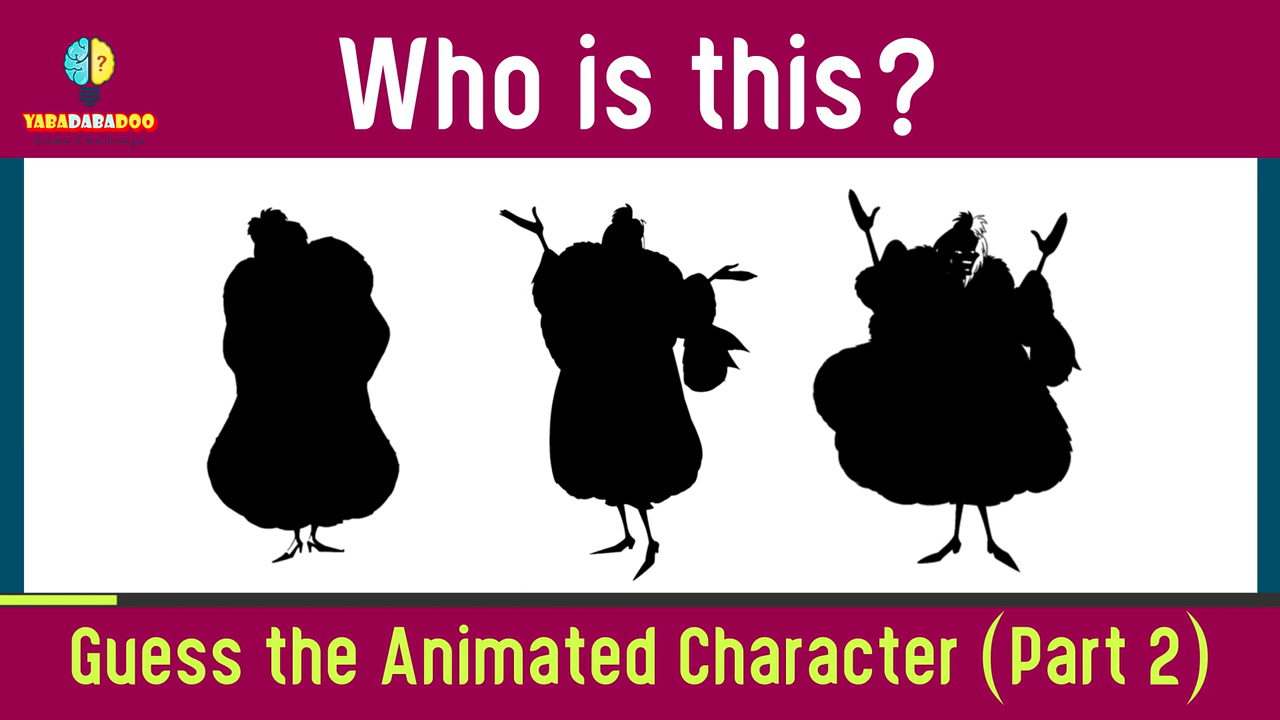 Who is this?
?
YABADABADOO
Guess the Animated Character (Part 2)